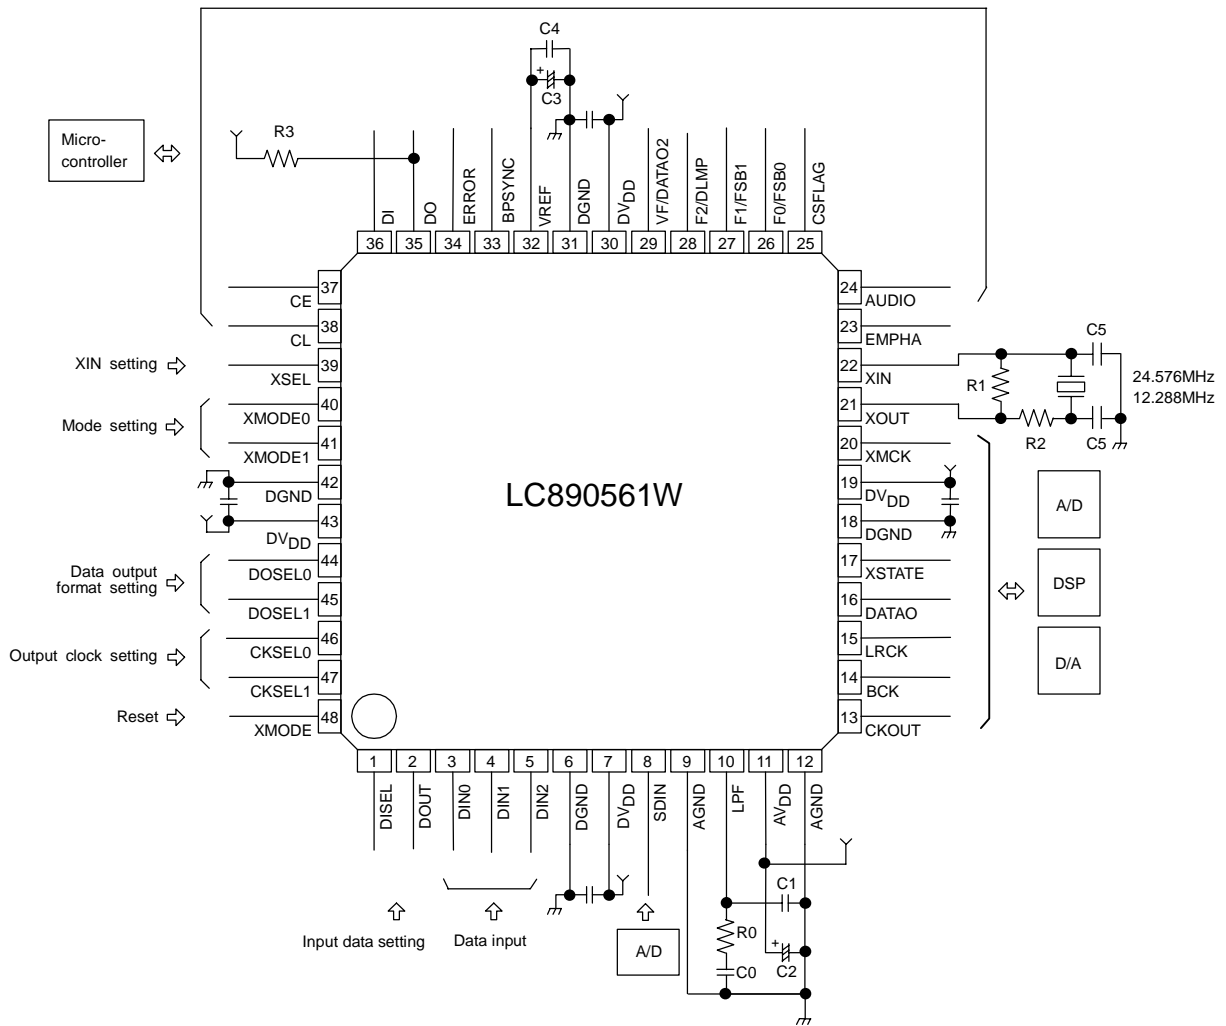 C4
+
C3
R3
Micro-
controller
DI
DO
ERROR
BPSYNC
VREF
DGND
DVDD
VF/DATAO2
F2/DLMP
F1/FSB1
F0/FSB0
CSFLAG
36
35
34
33
32
31
30
29
28
27
26
25
37
CE
38
CL
XIN setting
39
XSEL
Mode setting
40
XMODE0
41
XMODE1
42
DGND
43
DVDD
Data output
format setting
44
DOSEL0
45
DOSEL1
Output clock setting
46
CKSEL0
47
CKSEL1
Reset
48
XMODE
LC890561W
24
AUDIO
23
EMPHA
22
XIN
21
XOUT
20
XMCK
19
DVDD
18
DGND
17
XSTATE
16
DATAO
15
LRCK
14
BCK
13
CKOUT
C5
R1
R2
C5
24.576MHz
12.288MHz
A/D
DSP
D/A
1
2
3
4
5
6
7
8
9
10
11
12
DISEL
DOUT
DIN0
DIN1
DIN2
DGND
DVDD
SDIN
AGND
LPF
AVDD
AGND
C1
R0
+
C0
C2
Input data setting
Data input
A/D